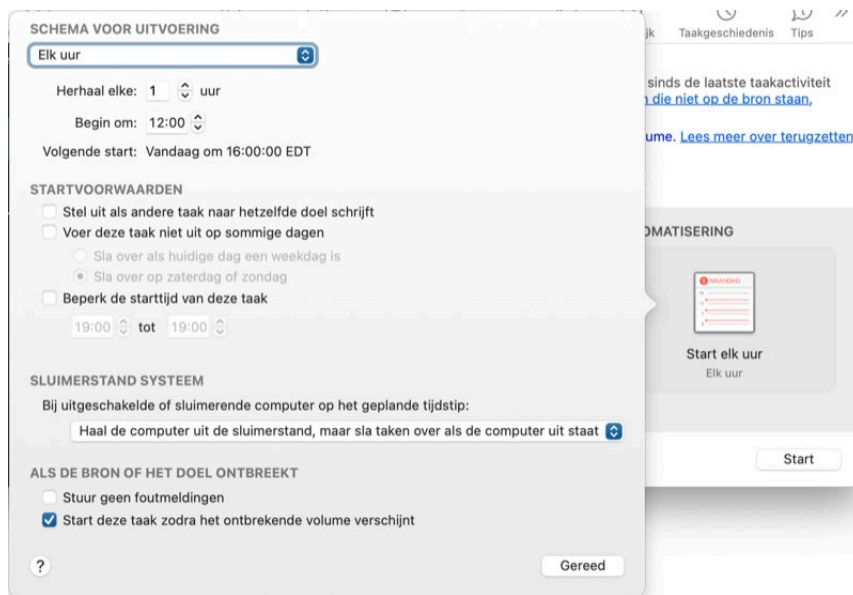 SCHEMA VOOR UITVOERING
Elk uur
Herhaal elke: 1 uur
Begin om: 12:00
Volgende start: Vandaag om 16:00:00 EDT
STARTVOORWAARDEN
Stel uit als andere taak naar hetzelfde doel schrijft
Voer deze taak niet uit op sommige dagen
Sla over als huidige dag een weekdag is
Sla over op zaterdag of zondag
Beperk de starttijd van deze taak
19:00 tot 19:00
SLUIMERSTAND SYSTEEM
Bij uitgeschakelde of sluimerende computer op het geplande tijdstip:
Haal de computer uit de sluimerstand, maar sla taken over als de computer uit staat
ALS DE BRON OF HET DOEL ONTBREEKT
Stuur geen foutmeldingen
Start deze taak zodra het ontbrekende volume verschijnt
?
Gereed
jk Taakgeschiedenis Tips
sinds de laatste taakactiviteit
die niet op de bron staan,
ume. Lees meer over terugzetten
OMATISERING
MAANDAG
Start elk uur
Elk uur
Start